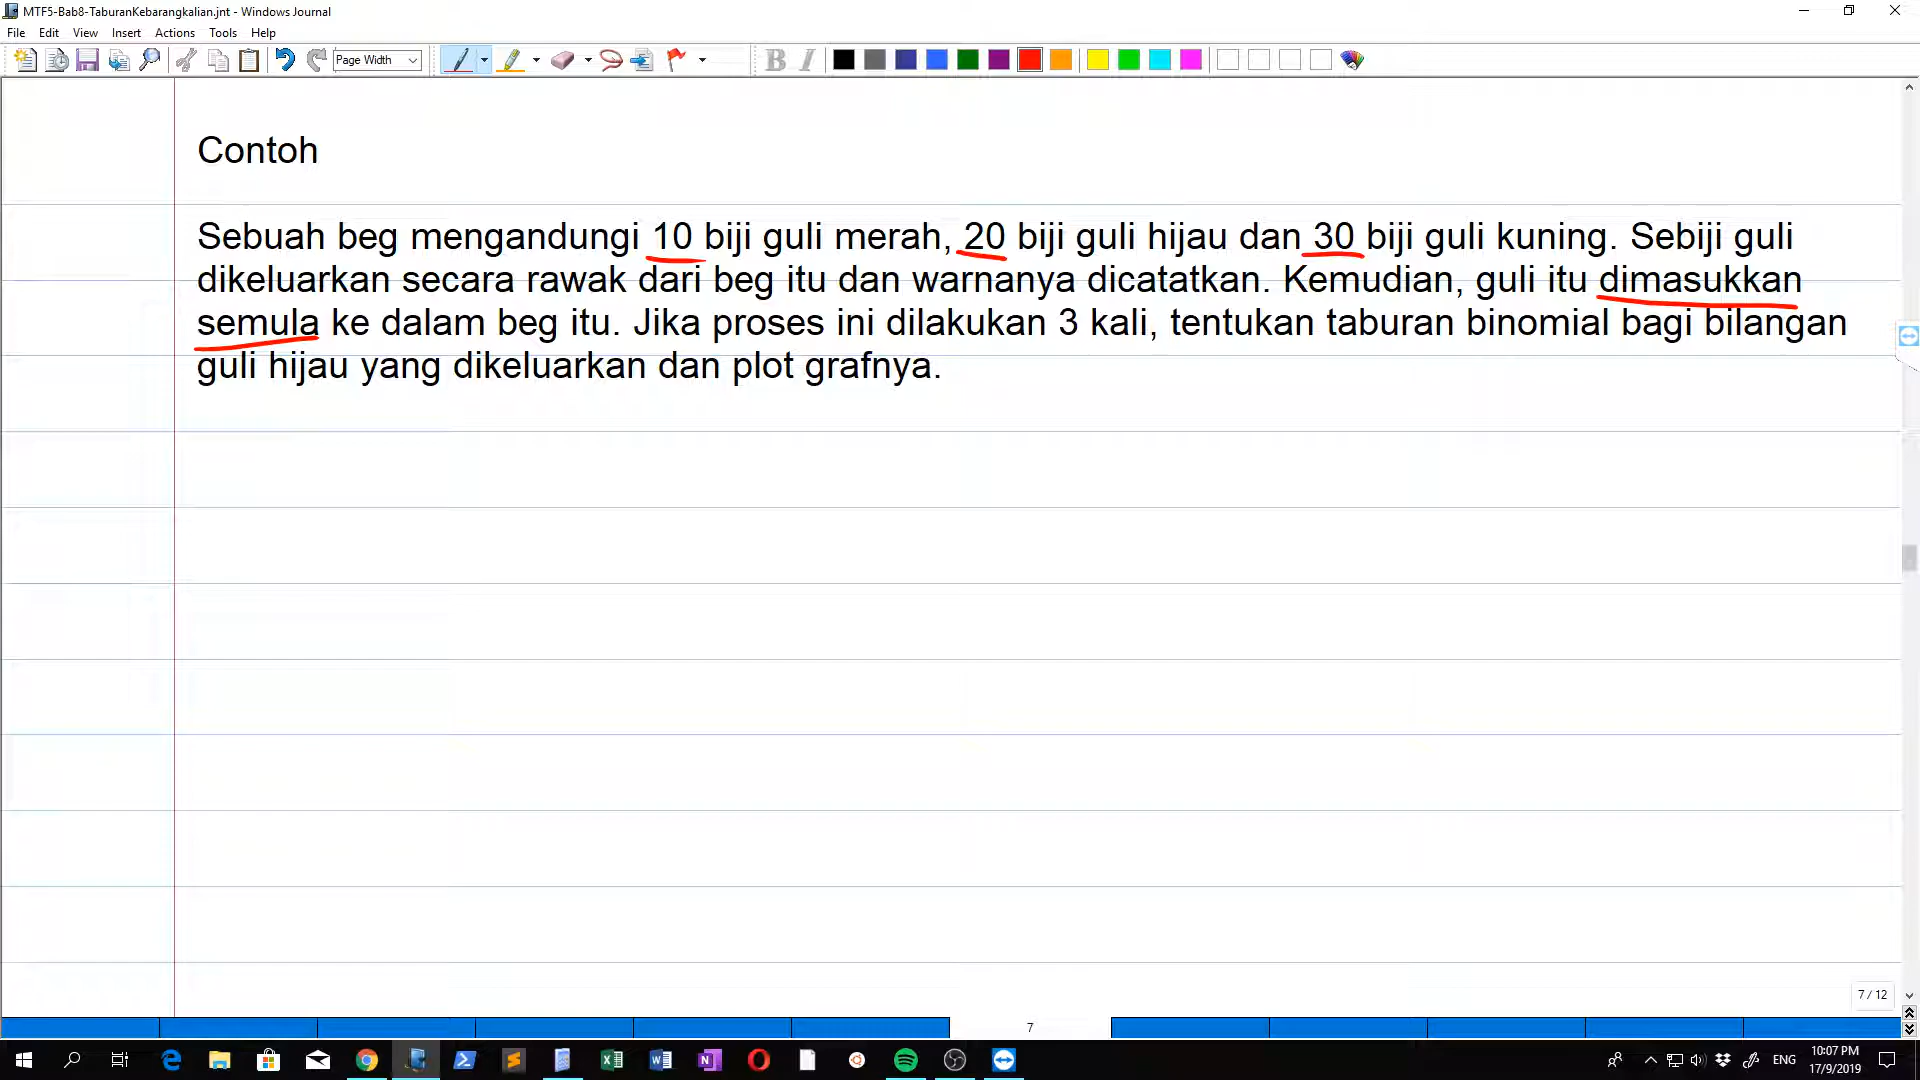 MTF5-Bab8-TaburanKebarangkalian.jnt - Windows Journal
File Edit View Insert Actions Tools Help
Page Width B I
Contoh
Sebuah beg mengandungi 10 biji guli merah, 20 biji guli hijau dan 30 biji guli kuning. Sebiji guli
dikeluarkan secara rawak dari beg itu dan warnanya dicatatkan. Kemudian, guli itu dimasukkan
semula ke dalam beg itu. Jika proses ini dilakukan 3 kali, tentukan taburan binomial bagi bilangan
guli hijau yang dikeluarkan dan plot grafnya.
7 / 12
7
ENG
10:07 PM
17/9/2019